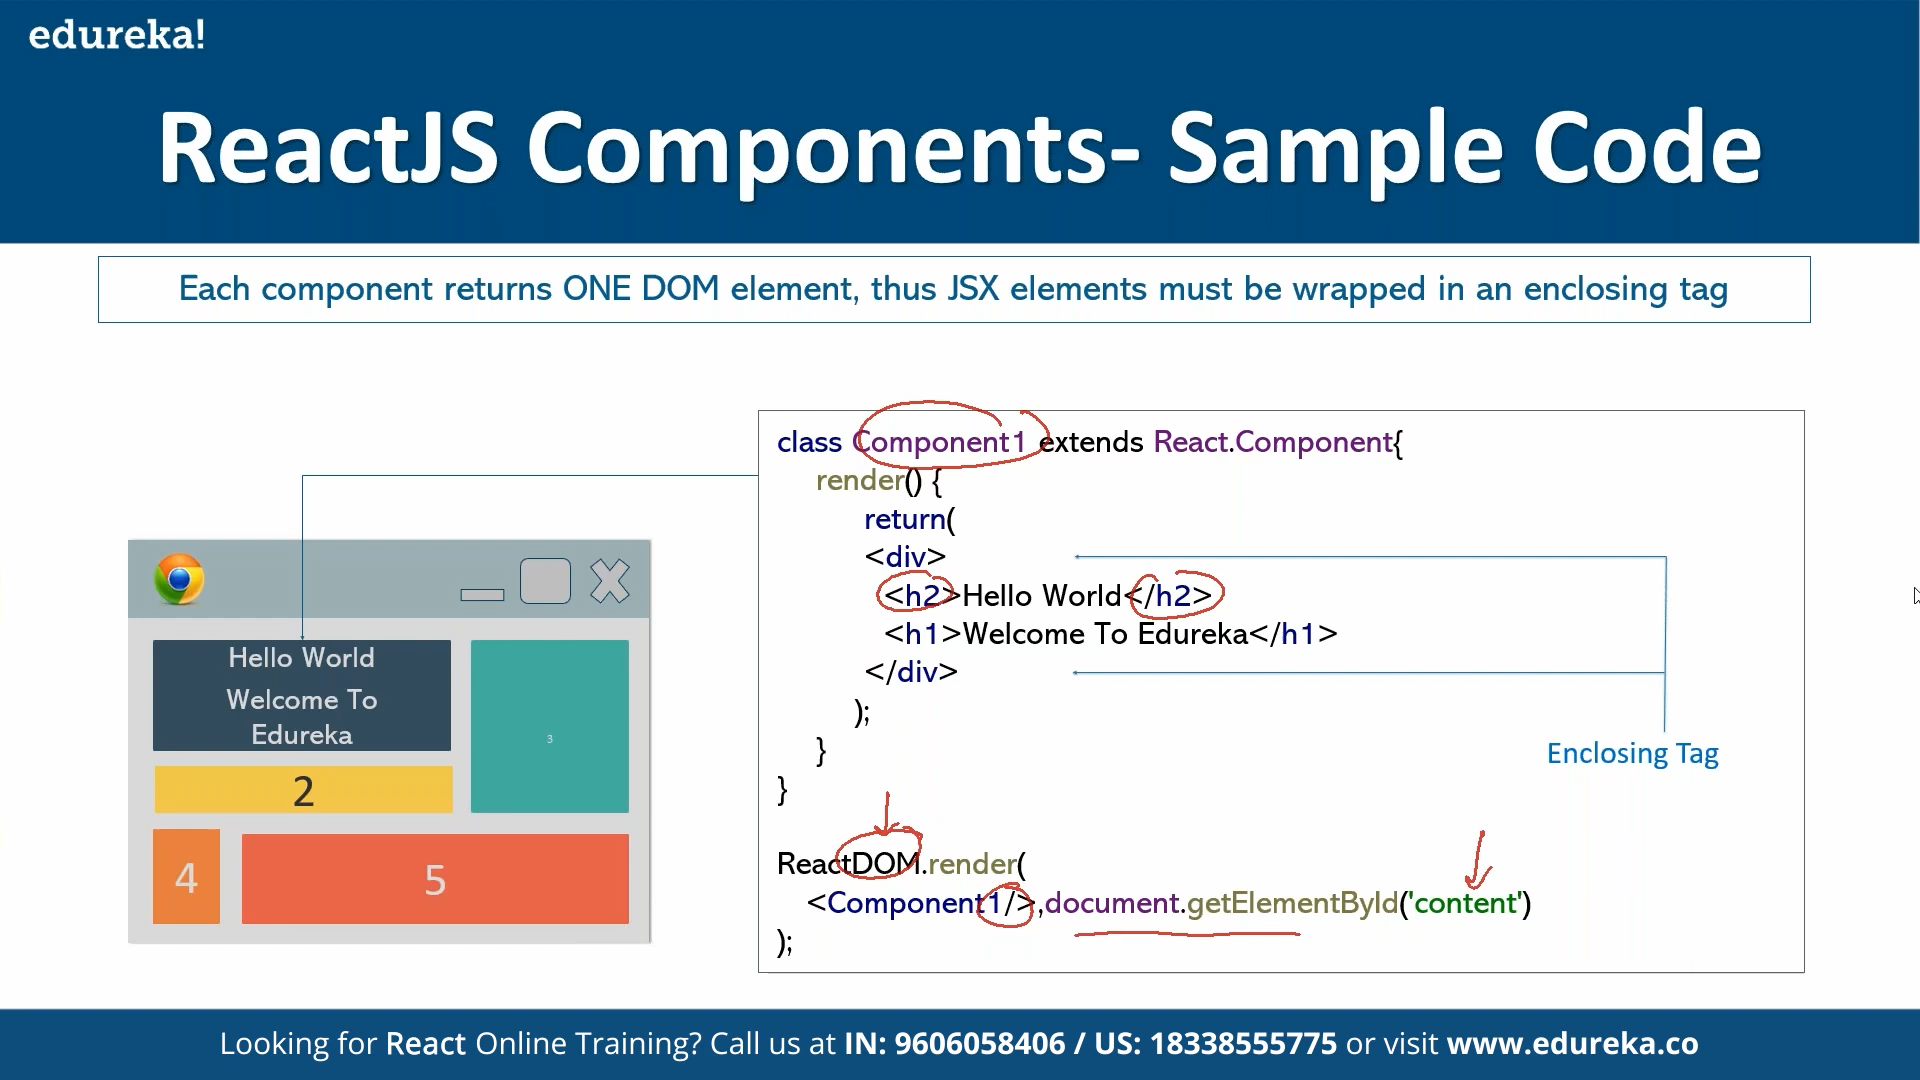 edureka!
ReactJS Components- Sample Code
Each component returns ONE DOM element, thus JSX elements must be wrapped in an enclosing tag
Hello World
Welcome To
Edureka
2
3
4
5
class Component1 extends React.Component{
render() {
return(
<div>
<h2>Hello World</h2>
<h1>Welcome To Edureka</h1>
</div>
);
}
}
Enclosing Tag
ReactDOM.render(
<Component1/>,document.getElementById('content')
);
Looking for React Online Training? Call us at IN: 9606058406 / US: 18338555775 or visit www.edureka.co